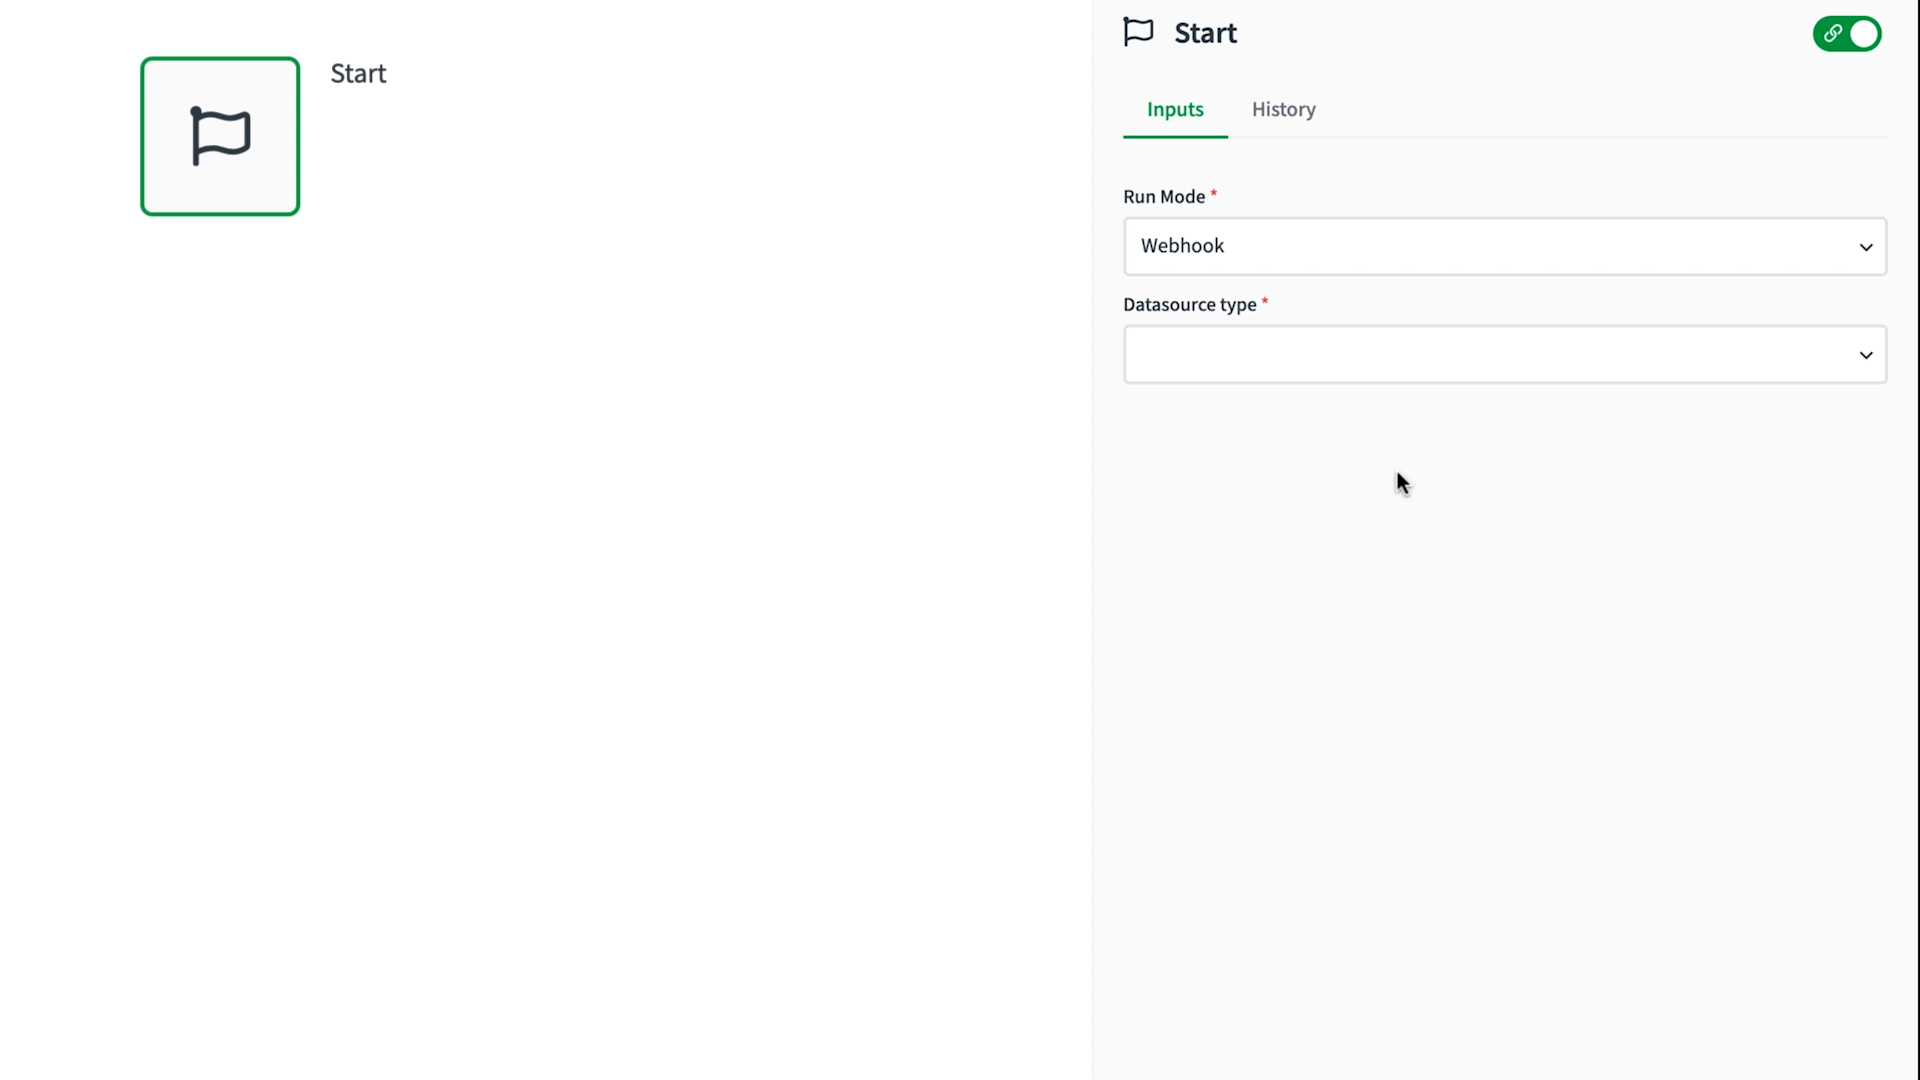 Start
Start
Inputs
History
Run Mode *
Webhook
Datasource type *